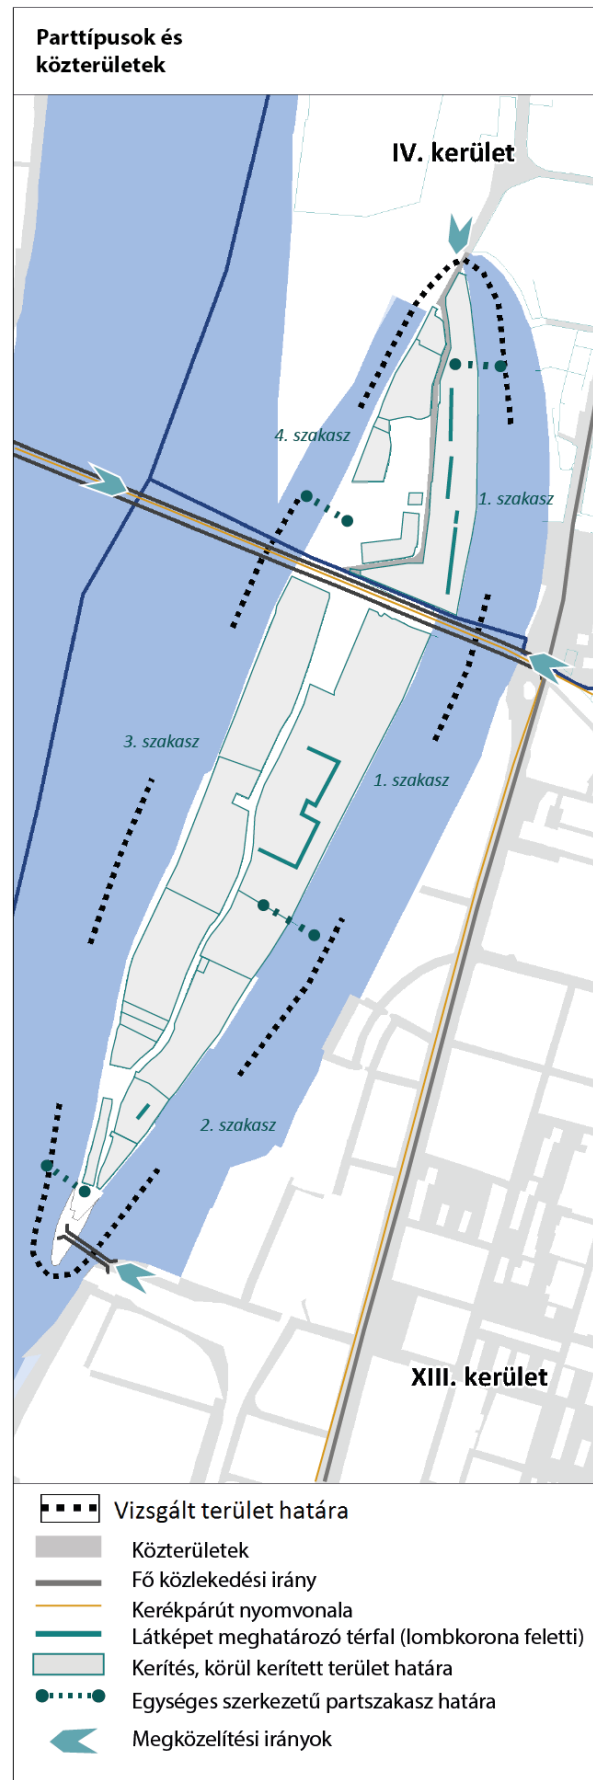 Parttípusok és
közterületek
IV. kerület
4. szakasz
1. szakasz
3. szakasz
1. szakasz
2. szakasz
XIII. kerület
Vizsgált terület határa
Közterületek
Fő közlekedési irány
Kerékpárút nyomvonala
Látképet meghatározó térfal (lombkorona feletti)
Kerítés, körül kerített terület határa
Egységes szerkezetű partszakasz határa
Megközelítési irányok